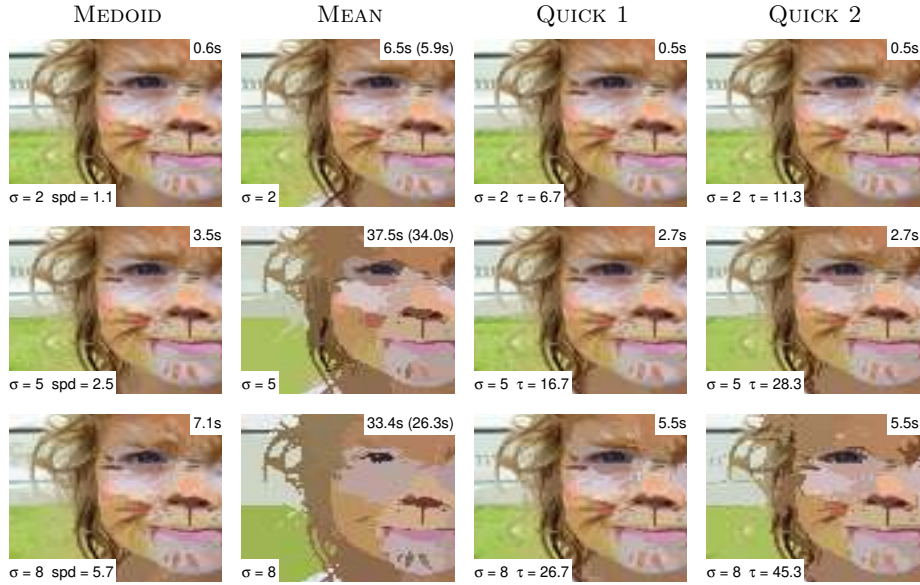 MEDOID MEAN QUICK 1 QUICK 2
0.6s 6.5s (5.9s) 0.5s 0.5s
σ = 2 spd = 1.1 σ = 2 σ = 2 τ = 6.7 σ = 2 τ = 11.3
3.5s 37.5s (34.0s) 2.7s 2.7s
σ = 5 spd = 2.5 σ = 5 σ = 5 τ = 16.7 σ = 5 τ = 28.3
7.1s 33.4s (26.3s) 5.5s 5.5s
σ = 8 spd = 5.7 σ = 8 σ = 8 τ = 26.7 σ = 8 τ = 45.3